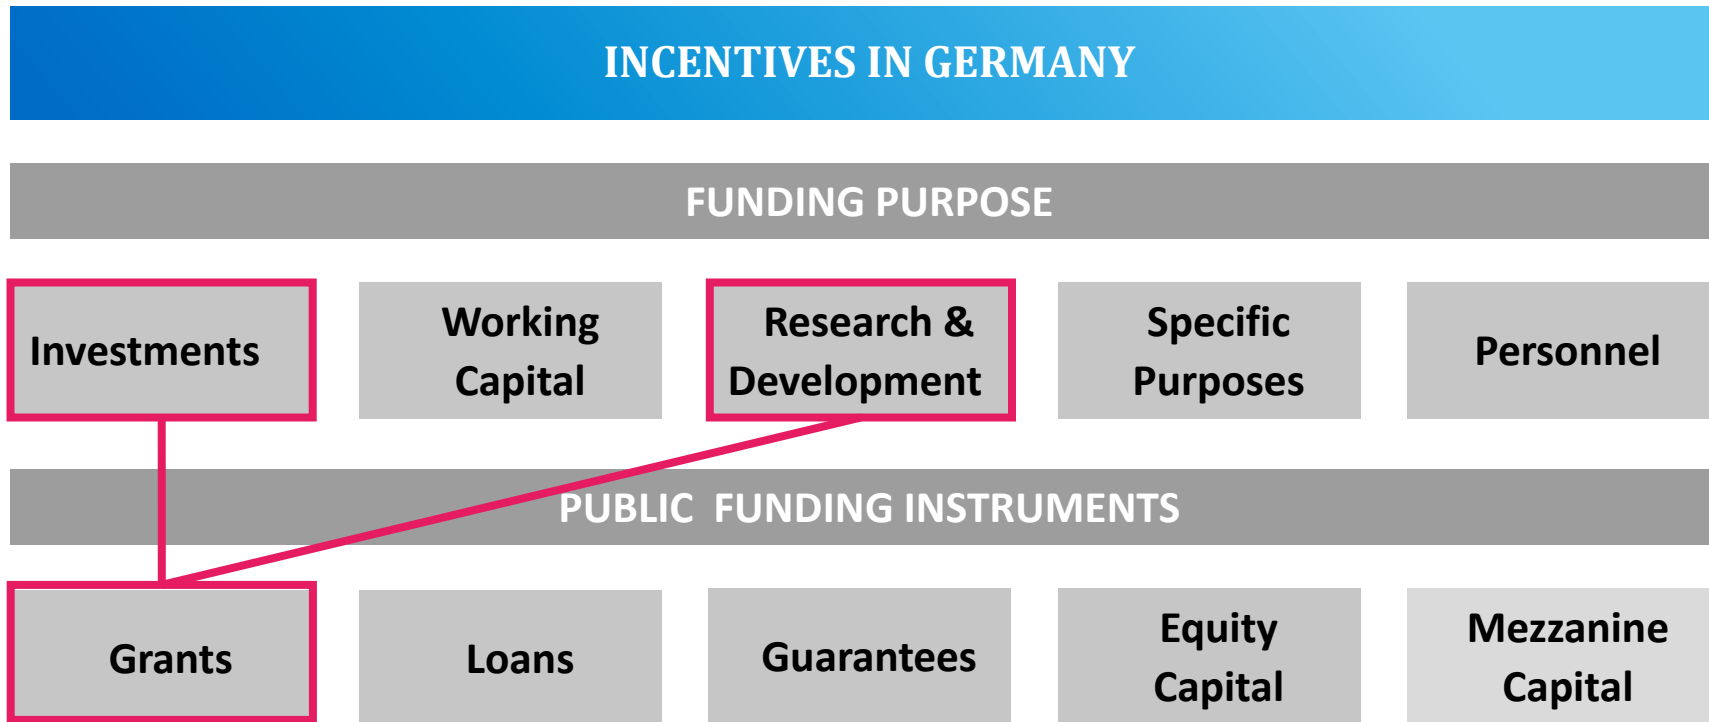 INCENTIVES IN GERMANY
FUNDING PURPOSE
Investments
Working
Capital
Research &
Development
Specific
Purposes
Personnel
PUBLIC  FUNDING INSTRUMENTS
Grants
Loans
Guarantees
Equity
Capital
Mezzanine
Capital